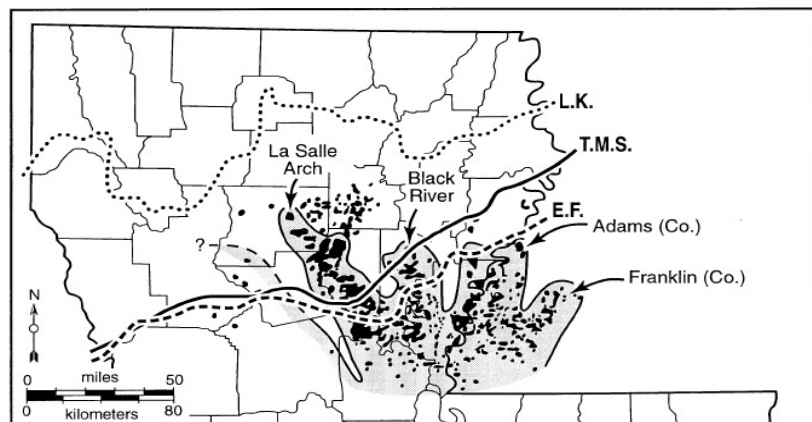 L.K.
T.M.S.
La Salle
Arch
Black
River
E.F.
Adams (Co.)
?
Franklin (Co.)
N
0 miles 50
0 kilometers 80